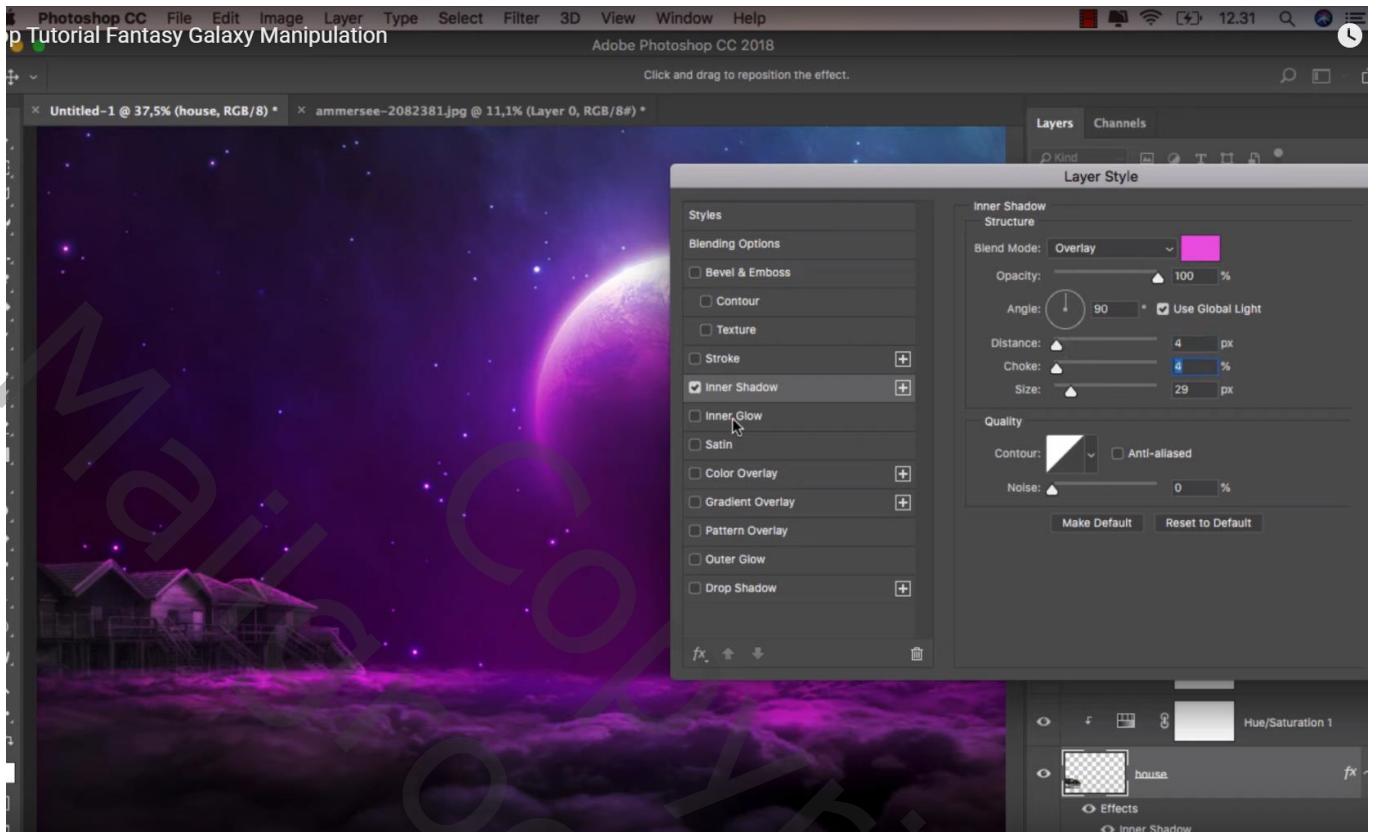 Photoshop CC File Edit Image Layer Type Select Filter 3D View Window Help 12.31
p Tutorial Fantasy Galaxy Manipulation
Adobe Photoshop CC 2018
Click and drag to reposition the effect.
× Untitled-1 @ 37,5% (house, RGB/8) * × ammersee-2082381.jpg @ 11,1% (Layer 0, RGB/8#) *
Layers Channels
Kind
Layer Style
Styles
Blending Options
Bevel & Emboss
Contour
Texture
Stroke
Inner Shadow
Inner Glow
Satin
Color Overlay
Gradient Overlay
Pattern Overlay
Outer Glow
Drop Shadow
fx
Inner Shadow
Structure
Blend Mode: Overlay
Opacity: 100 %
Angle: 90 ° Use Global Light
Distance: 4 px
Choke: 4 %
Size: 29 px
Quality
Contour: Anti-aliased
Noise: 0 %
Make Default Reset to Default
Hue/Saturation 1
house fx
Effects
Inner Shadow